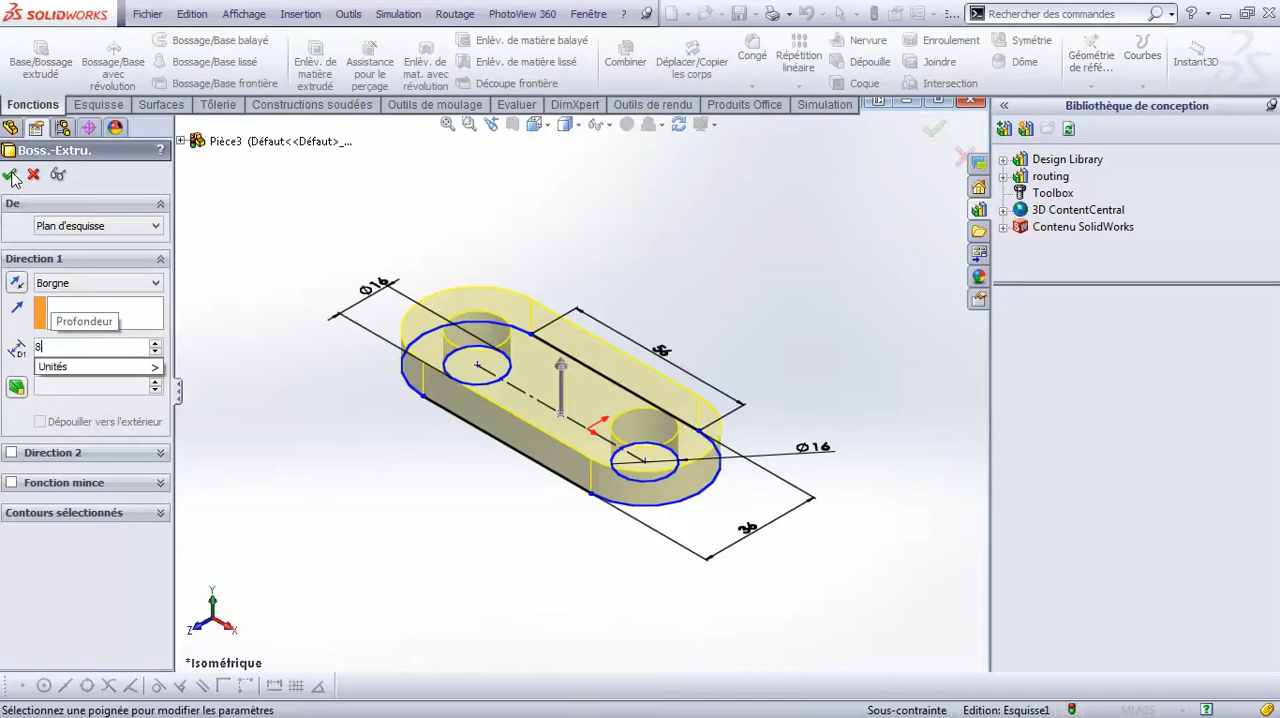 SOLIDWORKS Fichier Edition Affichage Insertion Outils Simulation Routage PhotoView 360 Fenêtre ? Rechercher des commandes ?
Base/Bossage extrudé
Bossage/Base avec révolution
Bossage/Base balayé
Bossage/Base lissé
Bossage/Base frontière
Enlèv. de matière extrudé
Assistance pour le perçage
Enlèv. de mat. avec révolution
Enlèv. de matière balayé
Enlèv. de matière lissé
Découpe frontière
Combiner
Déplacer/Copier les corps
Congé
Répétition linéaire
Nervure
Dépouille
Coque
Enroulement
Joindre
Intersection
Symétrie
Dôme
Géométrie de réfé...
Courbes
Instant3D
Fonctions Esquisse Surfaces Tôlerie Constructions soudées Outils de moulage Evaluer DimXpert Outils de rendu Produits Office Simulation
Bibliothèque de conception
Boss.-Extru. ?
Pièce3 (Défaut<<Défaut>_...
De
Plan d'esquisse
Direction 1
Borgne
Profondeur
8
D1
Unités >
Dépouiller vers l'extérieur
Direction 2
Fonction mince
Contours sélectionnés
Design Library
routing
Toolbox
3D ContentCentral
Contenu SolidWorks
Ø16
56
Ø16
36
Y
Z
X
*Isométrique
Sélectionnez une poignée pour modifier les paramètres Sous-contrainte Edition: Esquisse1 MMGS ?